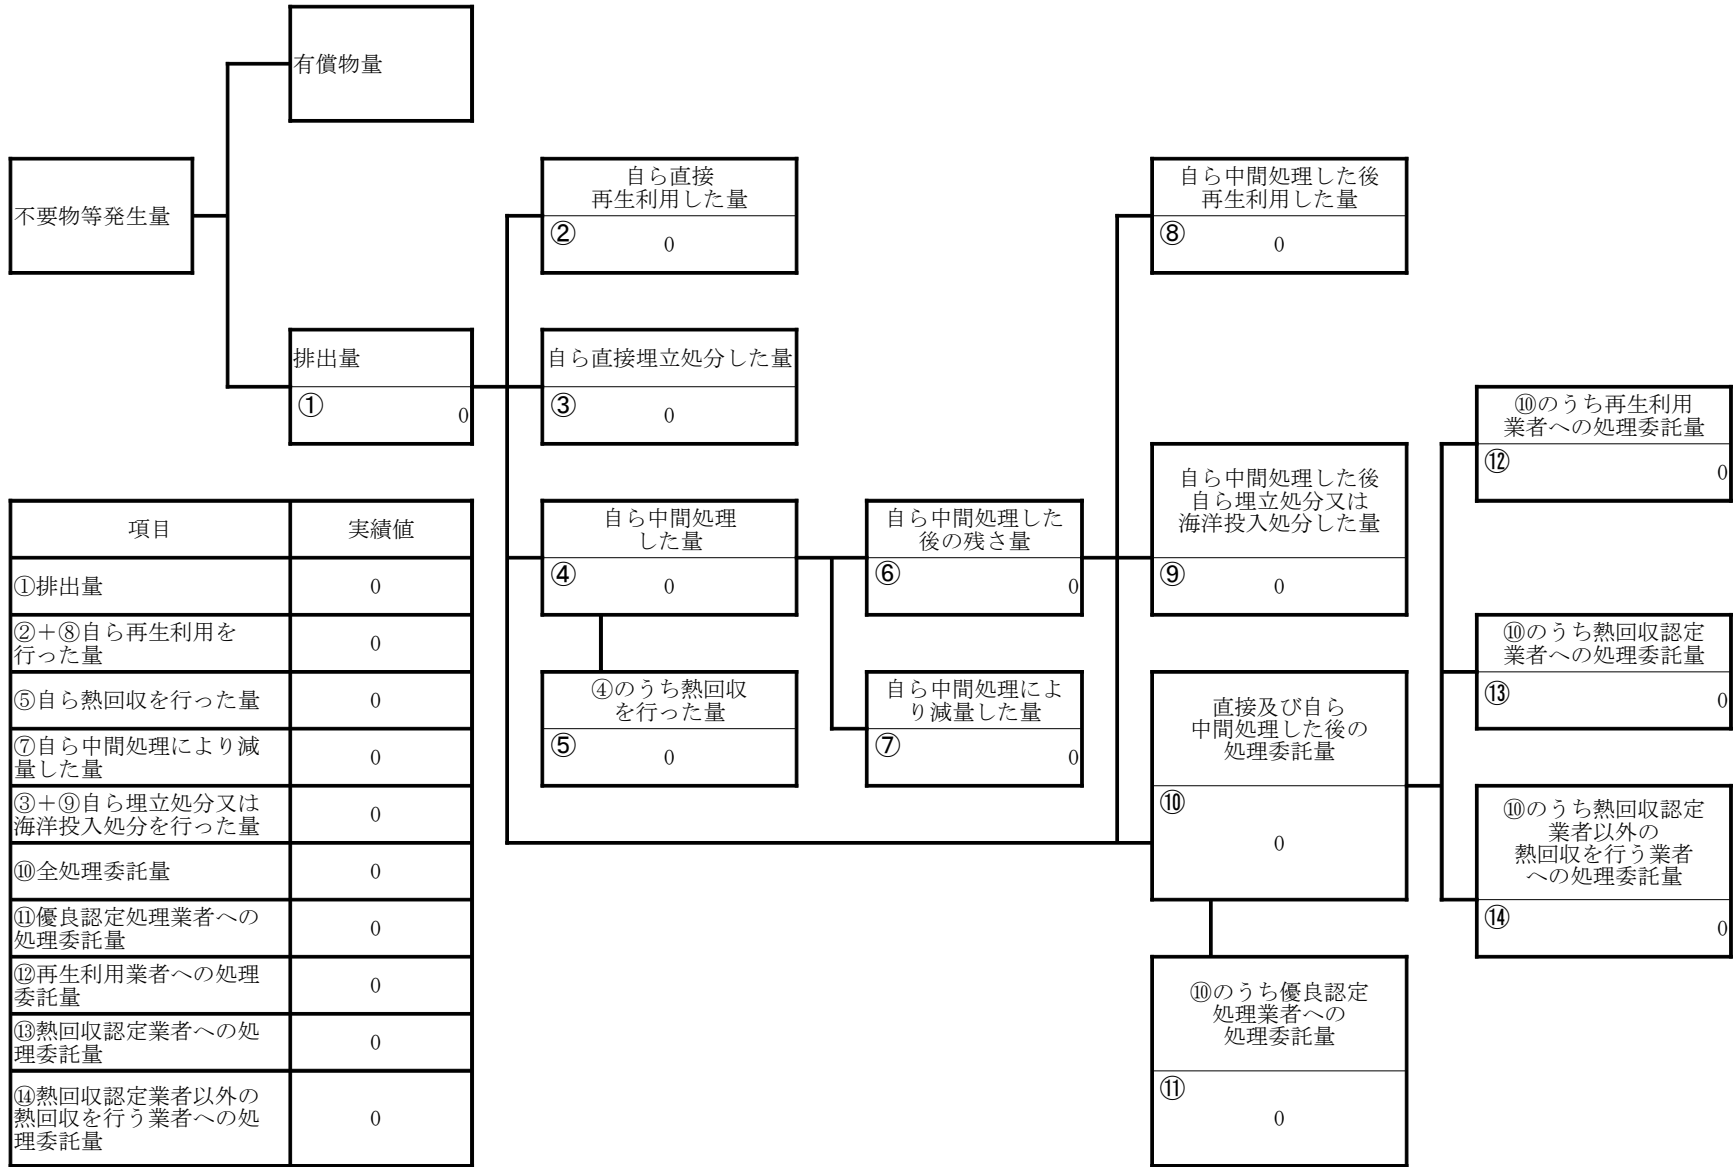 有償物量
不要物等発生量
自ら直接
再生利用した量
②
0
自ら中間処理した後
再生利用した量
⑧
0
排出量
①
0
自ら直接埋立処分した量
③
0
⑩のうち再生利用
業者への処理委託量
⑫
0
自ら中間処理
した量
④
0
自ら中間処理した
後の残さ量
⑥
0
自ら中間処理した後
自ら埋立処分又は
海洋投入処分した量
⑨
0
⑩のうち熱回収認定
業者への処理委託量
⑬
0
④のうち熱回収
を行った量
⑤
0
自ら中間処理によ
り減量した量
⑦
0
直接及び自ら
中間処理した後の
処理委託量
⑩
0
⑩のうち熱回収認定
業者以外の
熱回収を行う業者
への処理委託量
⑭
0
⑩のうち優良認定
処理業者への
処理委託量
⑪
0
項目 実績値
①排出量 0
②＋⑧自ら再生利用を
行った量 0
⑤自ら熱回収を行った量 0
⑦自ら中間処理により減
量した量 0
③＋⑨自ら埋立処分又は
海洋投入処分を行った量 0
⑩全処理委託量 0
⑪優良認定処理業者への
処理委託量 0
⑫再生利用業者への処理
委託量 0
⑬熱回収認定業者への処
理委託量 0
⑭熱回収認定業者以外の
熱回収を行う業者への処
理委託量 0